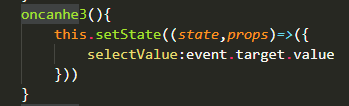 oncanhe3(){
this.setState((state,props)=>({
selectValue:event.target.value
}))
}